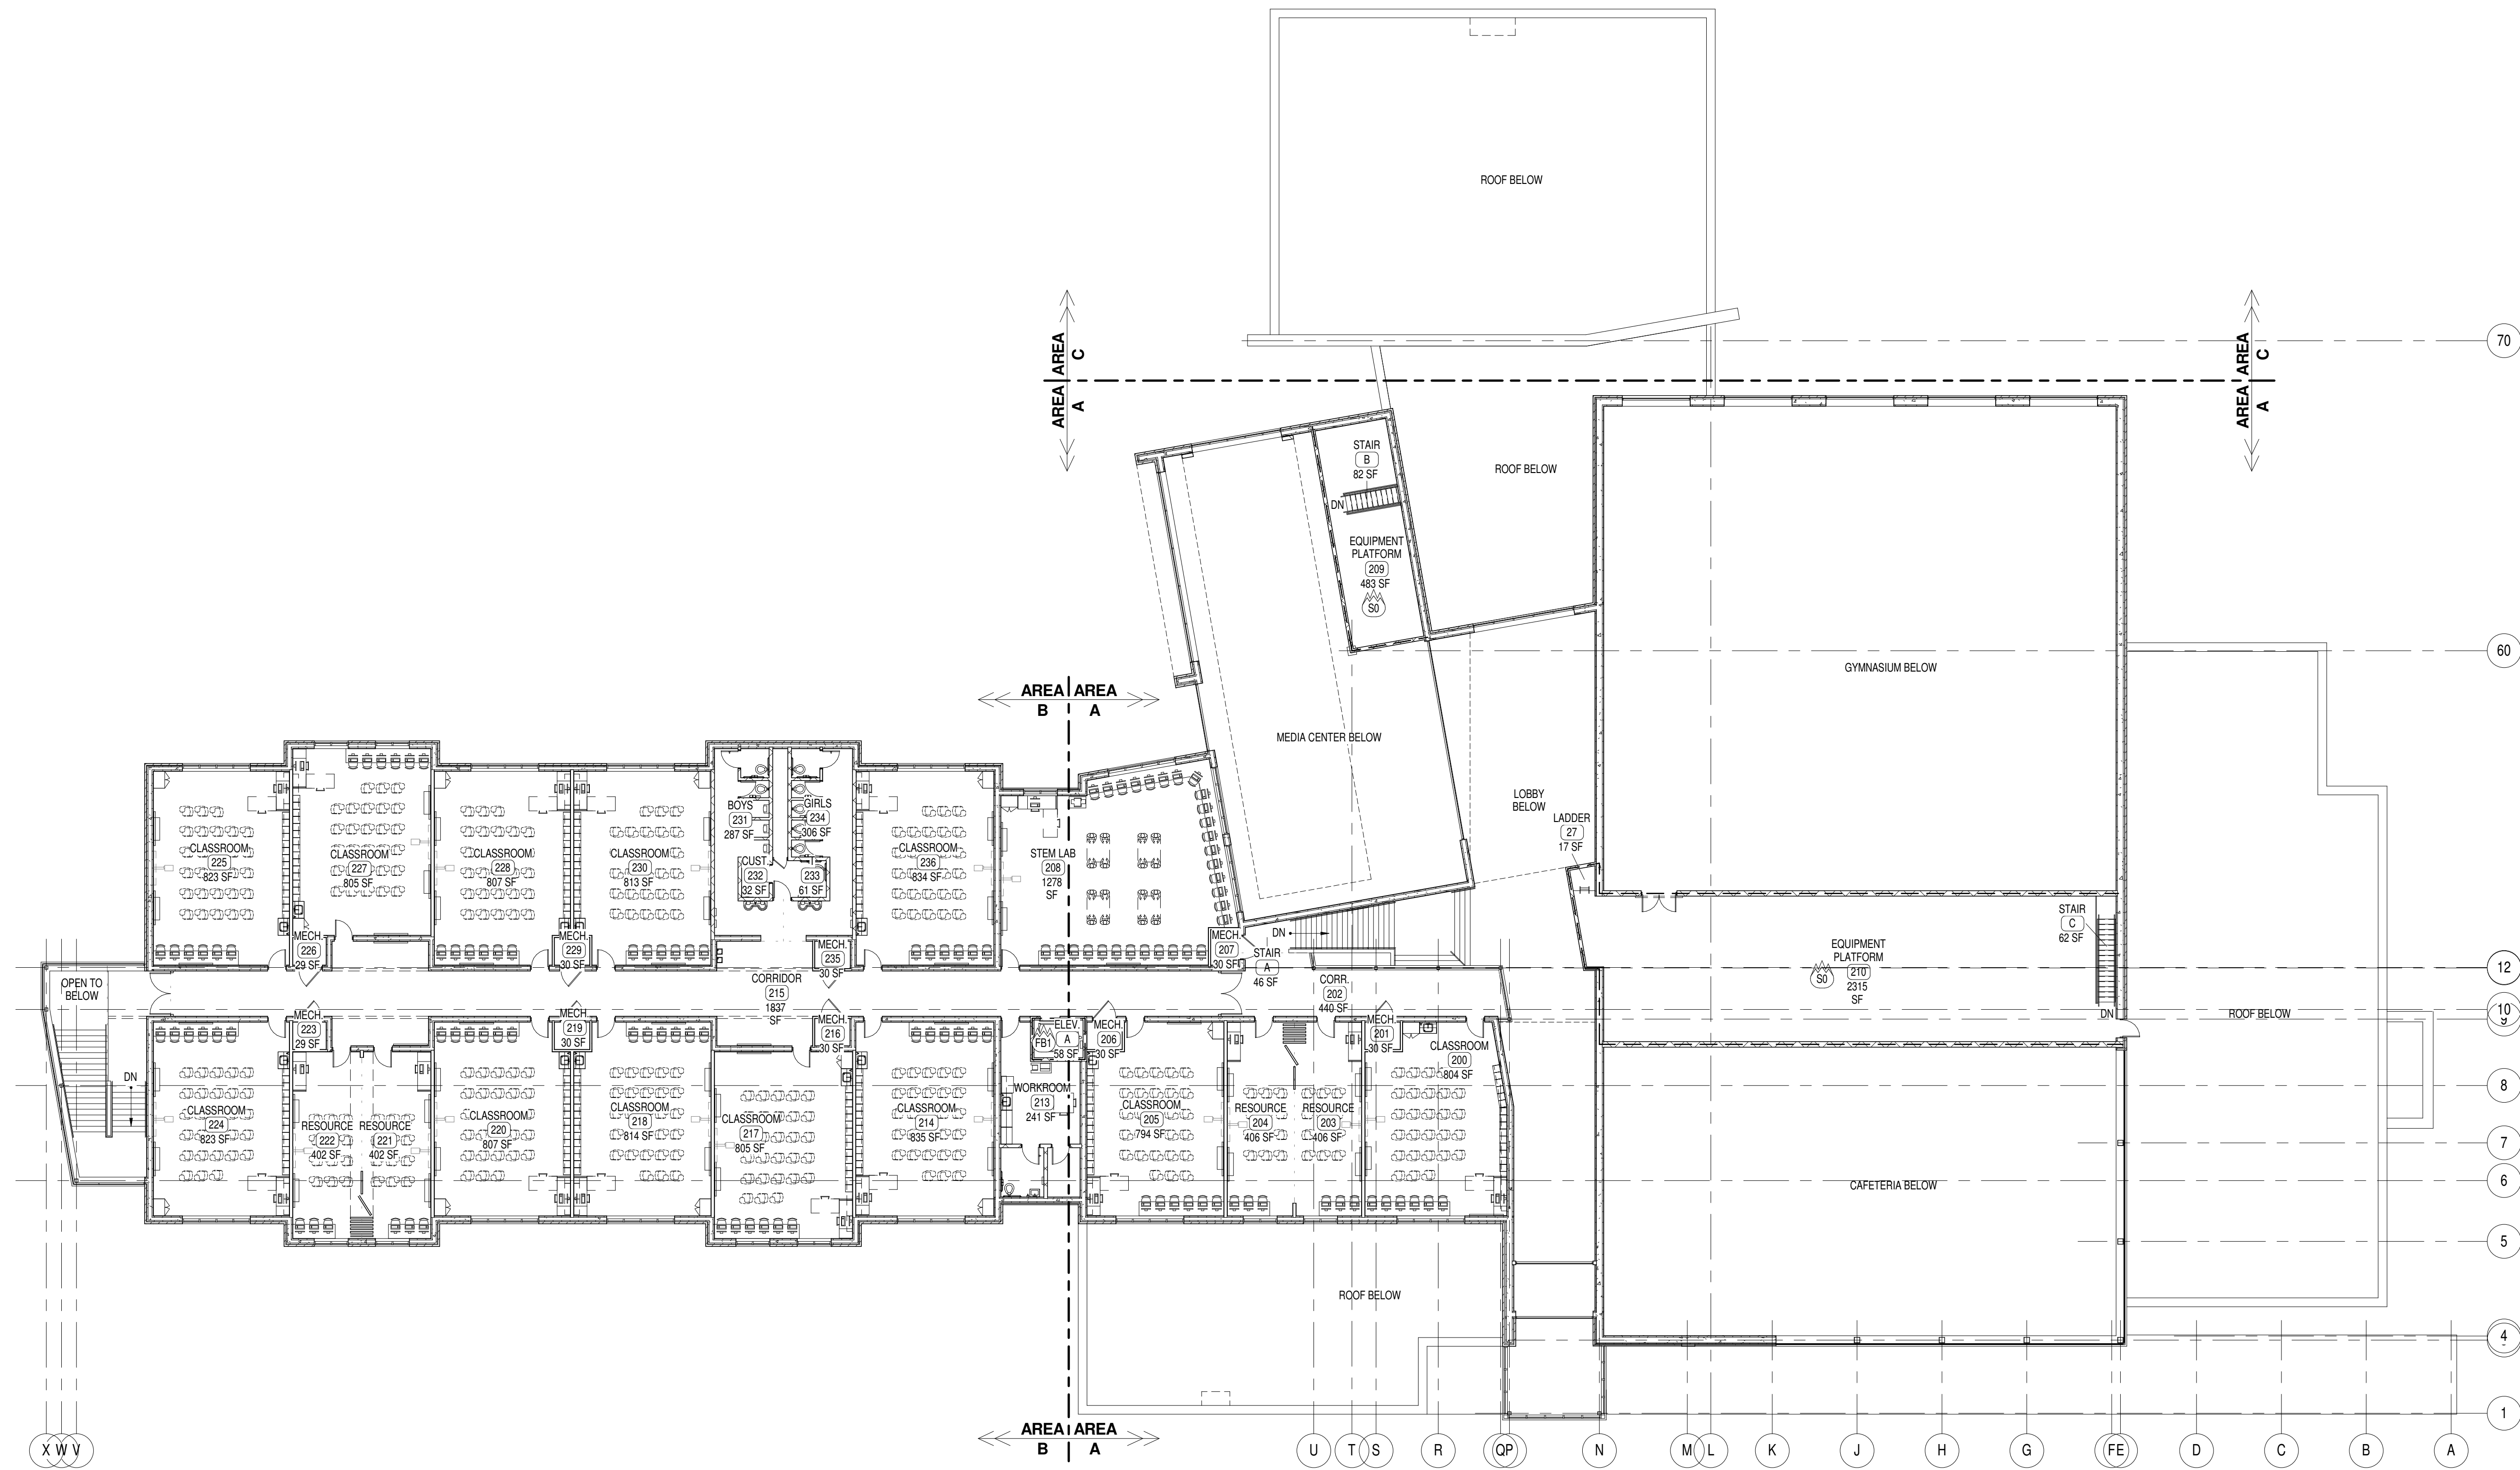 ROOF BELOW
70
AREA AREA
A C
AREA AREA
A C
STAIR
B
82 SF
DN
ROOF BELOW
EQUIPMENT
PLATFORM
209
483 SF
S0
60
GYMNASIUM BELOW
AREA AREA
B A
MEDIA CENTER BELOW
LOBBY
BELOW
LADDER
27
17 SF
BOYS
231
287 SF
GIRLS
234
306 SF
CLASSROOM
225
823 SF
CLASSROOM
227
805 SF
CLASSROOM
228
807 SF
CLASSROOM
230
813 SF
CUST.
232
32 SF
233
61 SF
CLASSROOM
236
834 SF
STEM LAB
208
1278
SF
MECH.
226
29 SF
MECH.
229
30 SF
MECH.
235
30 SF
MECH.
207
30 SF
DN
STAIR
A
46 SF
STAIR
C
62 SF
EQUIPMENT
PLATFORM
210
2315
SF
S0
12
OPEN TO
BELOW
CORRIDOR
215
1837
SF
CORR.
202
440 SF
DN
ROOF BELOW
10
9
MECH.
223
29 SF
MECH.
219
30 SF
MECH.
216
30 SF
ELEV.
A
58 SF
FB1
MECH.
206
30 SF
MECH.
201
30 SF
CLASSROOM
200
804 SF
DN
8
CLASSROOM
224
823 SF
RESOURCE
222
402 SF
RESOURCE
221
402 SF
CLASSROOM
220
807 SF
CLASSROOM
218
814 SF
CLASSROOM
217
805 SF
CLASSROOM
214
835 SF
WORKROOM
213
241 SF
CLASSROOM
205
794 SF
RESOURCE
204
406 SF
RESOURCE
203
406 SF
7
CAFETERIA BELOW
6
5
ROOF BELOW
4
1
AREA AREA
B A
X W V U T S R Q P N M L K J H G F E D C B A